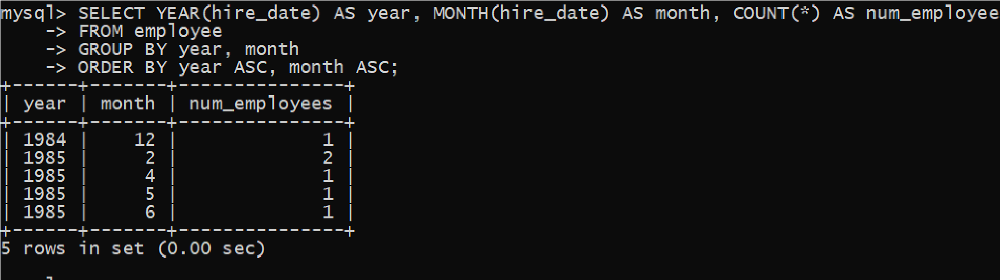 mysql> SELECT YEAR(hire_date) AS year, MONTH(hire_date) AS month, COUNT(*) AS num_employee
    -> FROM employee
    -> GROUP BY year, month
    -> ORDER BY year ASC, month ASC;
+------+-------+---------------+
| year | month | num_employees |
+------+-------+---------------+
| 1984 |    12 |             1 |
| 1985 |     2 |             2 |
| 1985 |     4 |             1 |
| 1985 |     5 |             1 |
| 1985 |     6 |             1 |
+------+-------+---------------+
5 rows in set (0.00 sec)